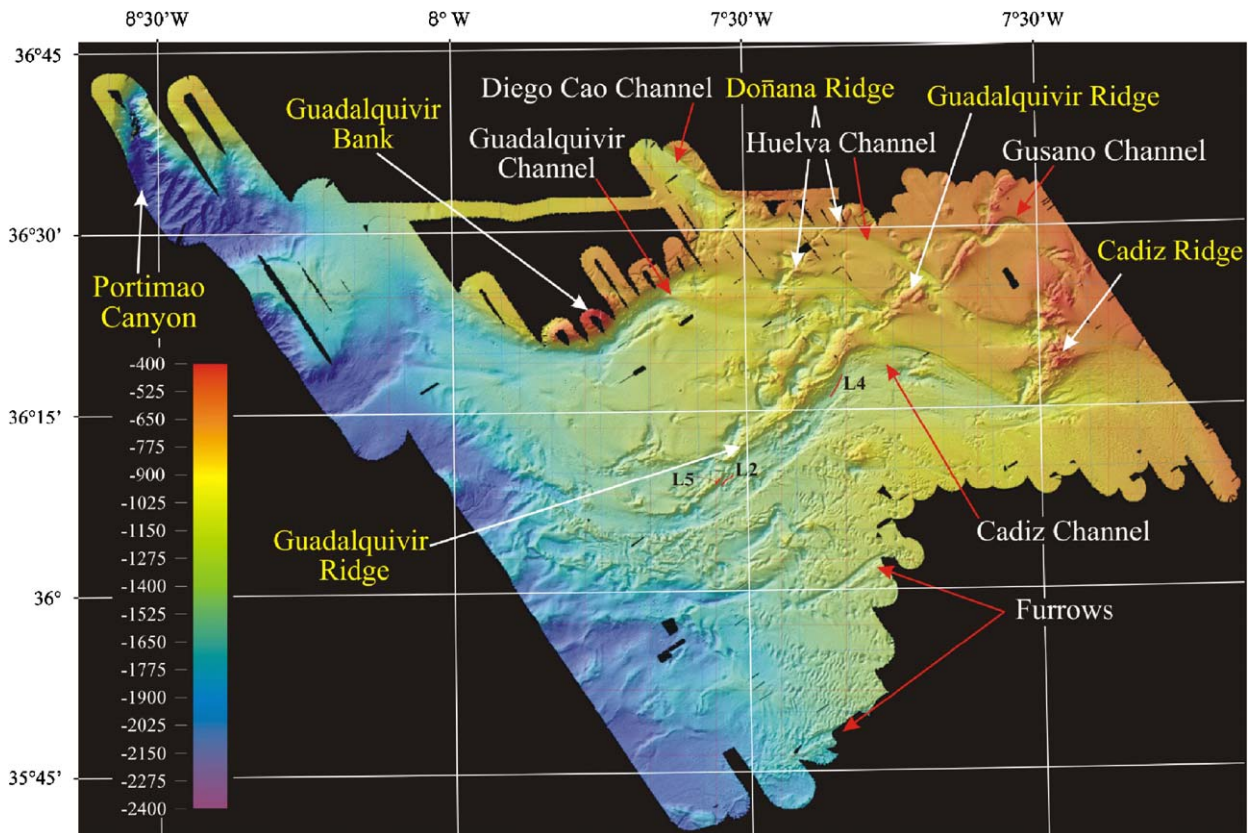 8°30'W
8° W
7°30'W
7°30'W
36°45'
36°30'
36°15'
36°
35°45'
Diego Cao Channel
Doñana Ridge
Guadalquivir Ridge
Guadalquivir
Bank
Guadalquivir
Channel
Huelva Channel
Gusano Channel
Cadiz Ridge
Portimao
Canyon
L4
L5
L2
Guadalquivir
Ridge
Cadiz Channel
Furrows
-400
-525
-650
-775
-900
-1025
-1150
-1275
-1400
-1525
-1650
-1775
-1900
-2025
-2150
-2275
-2400